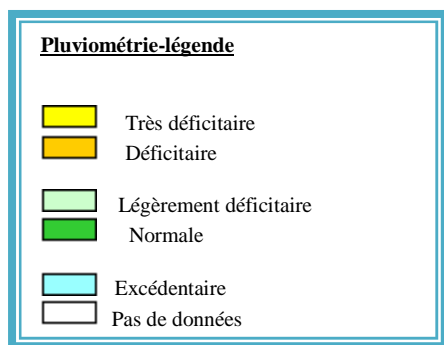 Pluviométrie-légende
Très déficitaire
Déficitaire
Légèrement déficitaire
Normale
Excédentaire
Pas de données